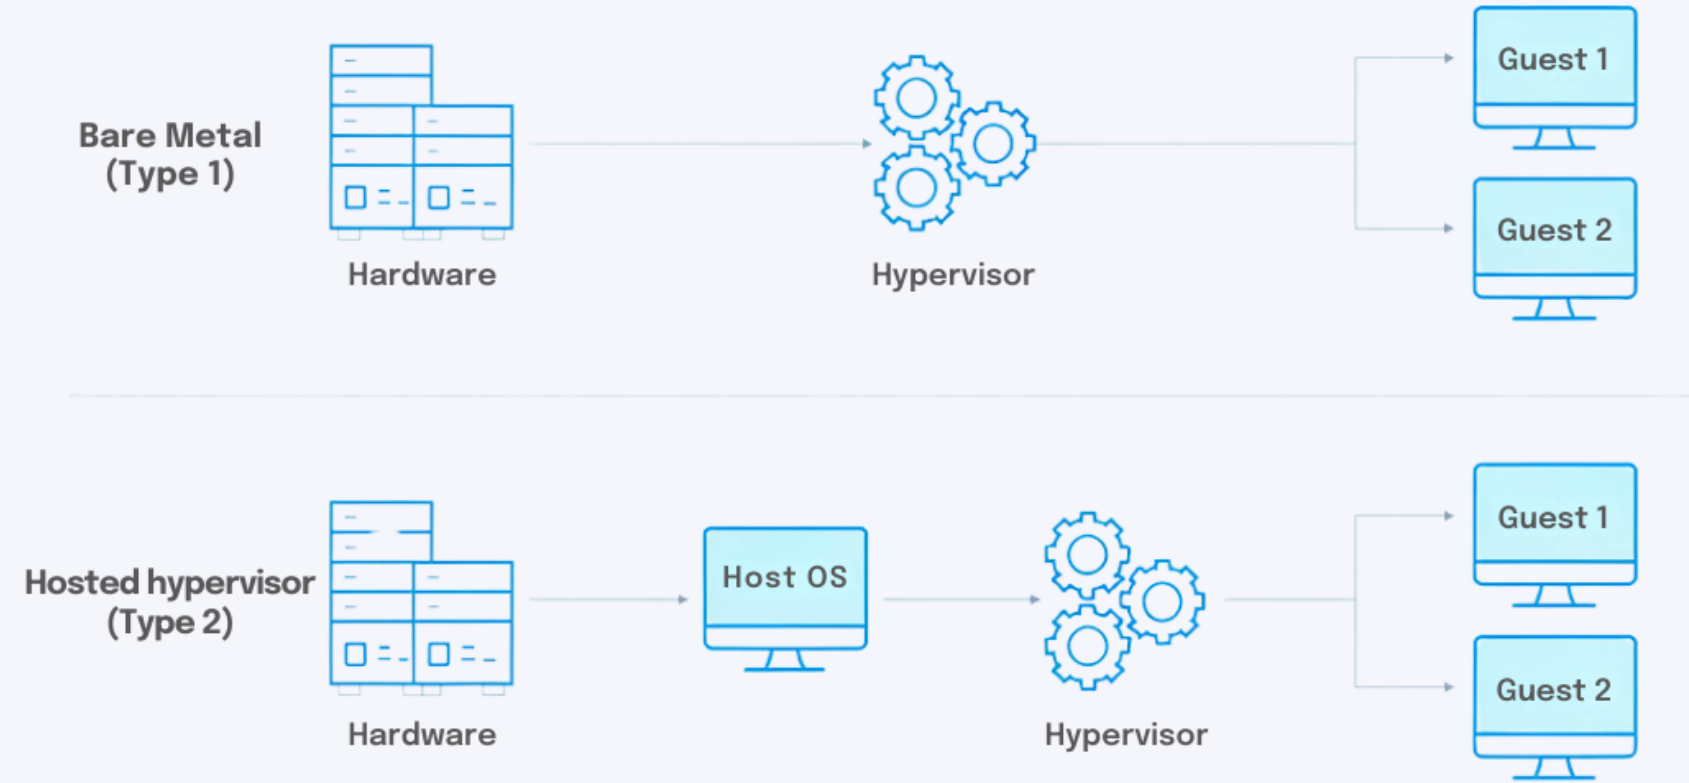 Bare Metal
(Type 1)
Hardware
Hypervisor
Guest 1
Guest 2
Hosted hypervisor
(Type 2)
Hardware
Host OS
Hypervisor
Guest 1
Guest 2